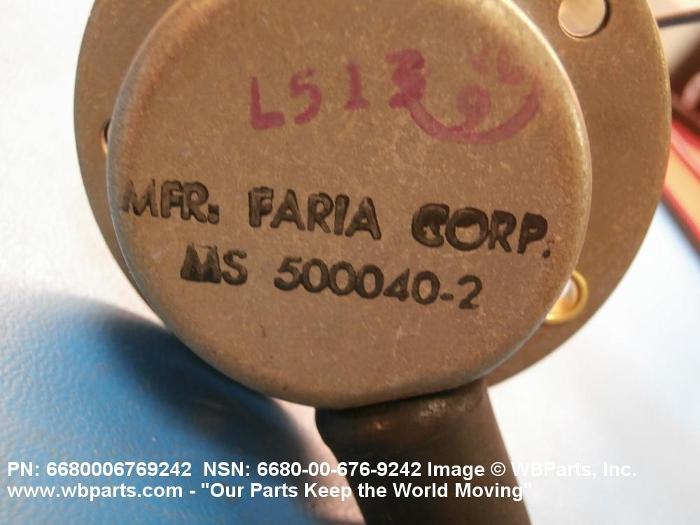 L513
MFR. FARIA CORP.
MS 500040-2
PN: 6680006769242 NSN: 6680-00-676-9242 Image © WBParts, Inc.
www.wbparts.com - "Our Parts Keep the World Moving"